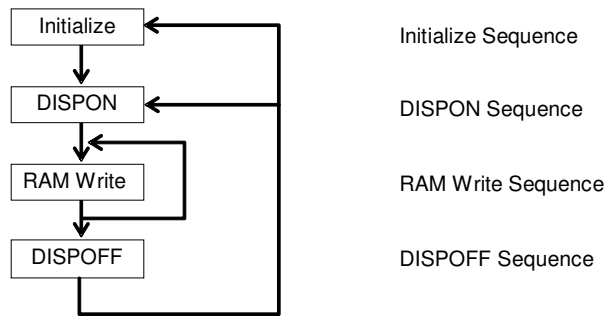 Initialize
Initialize Sequence
DISPON
DISPON Sequence
RAM Write
RAM Write Sequence
DISPOFF
DISPOFF Sequence